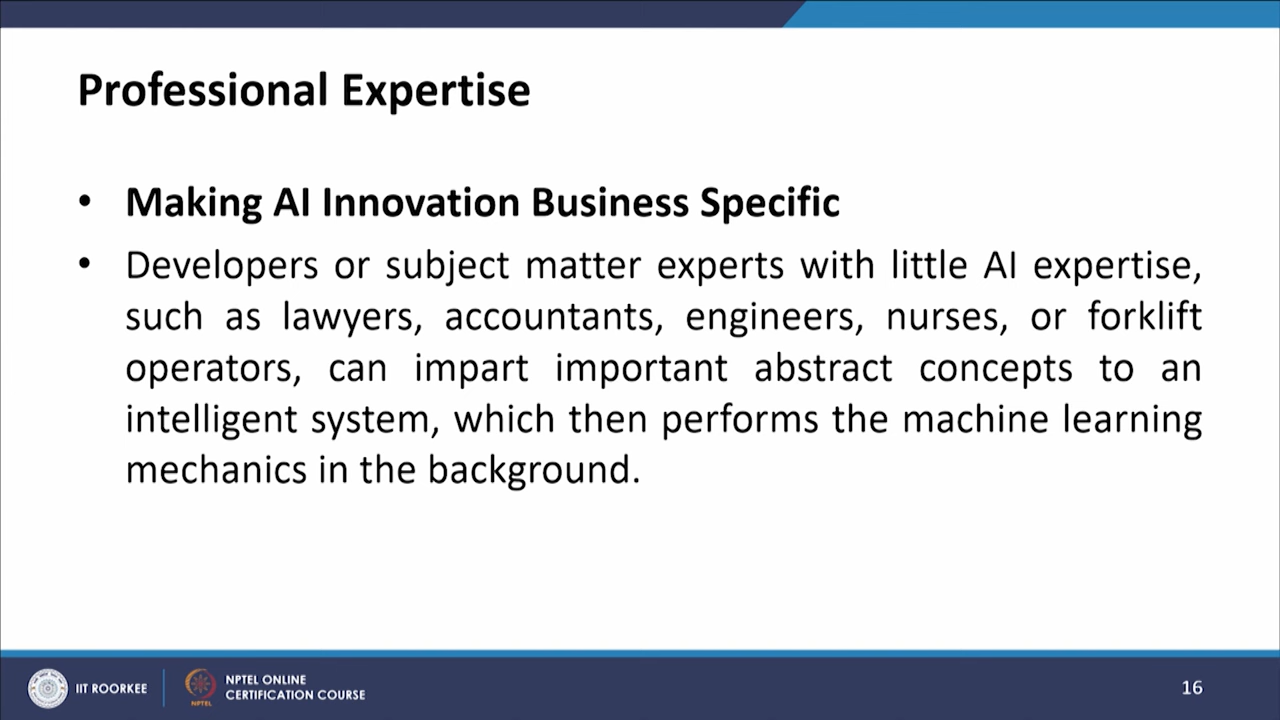 Professional Expertise
• Making AI Innovation Business Specific
• Developers or subject matter experts with little AI expertise,
such as lawyers, accountants, engineers, nurses, or forklift
operators, can impart important abstract concepts to an
intelligent system, which then performs the machine learning
mechanics in the background.
IIT ROORKEE
NPTEL
NPTEL ONLINE
CERTIFICATION COURSE
16